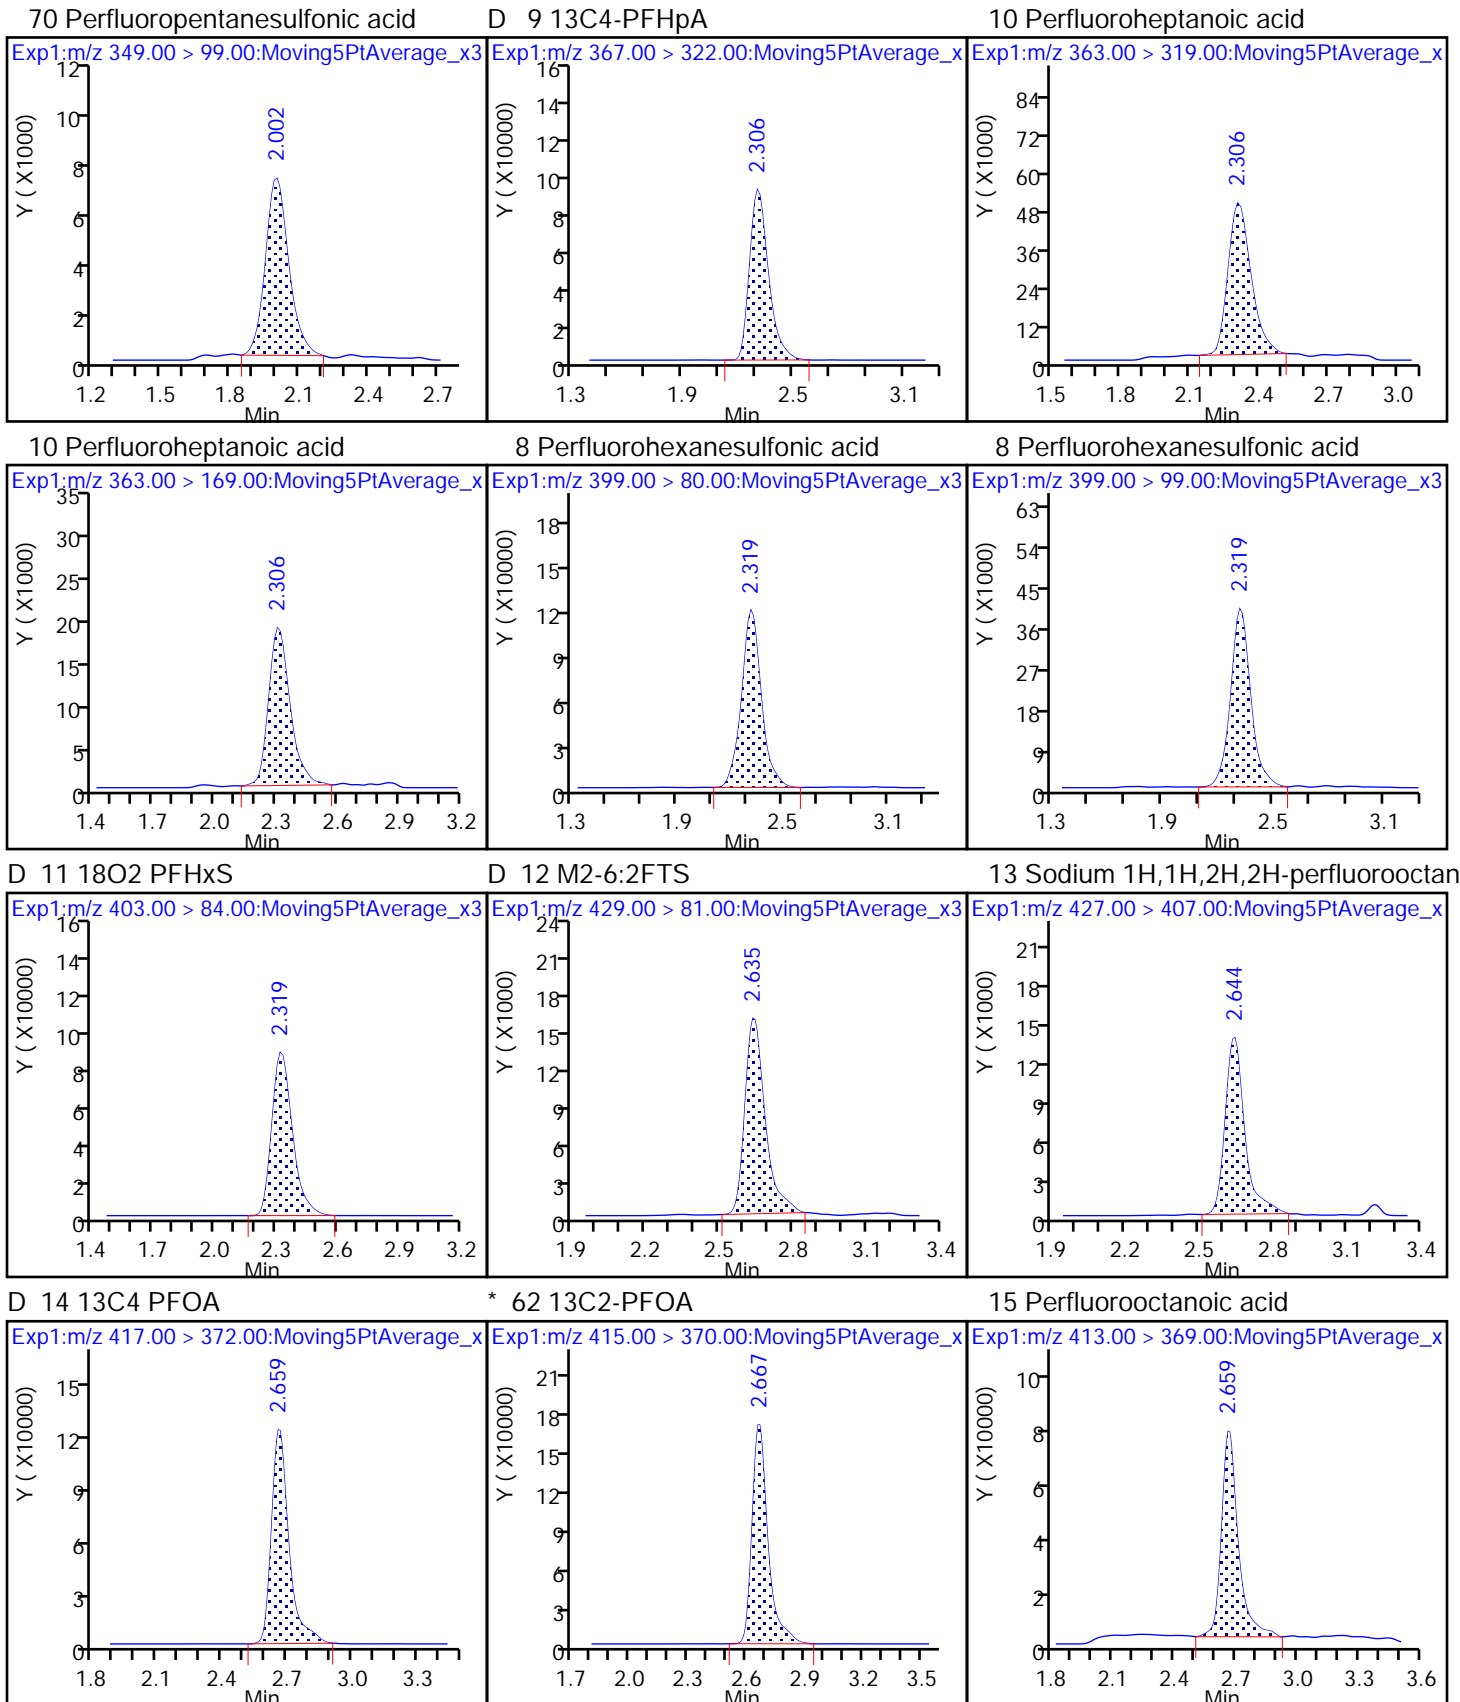 70 Perfluoropentanesulfonic acid
Exp1:m/z 349.00 > 99.00:Moving5PtAverage_x3
Y ( X1000)
12
10
8
6
4
2
0
2.002
1.2 1.5 1.8 2.1 2.4 2.7
Min
D 9 13C4-PFHpA
Exp1:m/z 367.00 > 322.00:Moving5PtAverage_x
Y ( X10000)
16
14
12
10
8
6
4
2
0
2.306
1.3 1.9 2.5 3.1
Min
10 Perfluoroheptanoic acid
Exp1:m/z 363.00 > 319.00:Moving5PtAverage_x
Y ( X1000)
84
72
60
48
36
24
12
0
2.306
1.5 1.8 2.1 2.4 2.7 3.0
Min
10 Perfluoroheptanoic acid
Exp1:m/z 363.00 > 169.00:Moving5PtAverage_x
Y ( X1000)
35
30
25
20
15
10
5
0
2.306
1.4 1.7 2.0 2.3 2.6 2.9 3.2
Min
8 Perfluorohexanesulfonic acid
Exp1:m/z 399.00 > 80.00:Moving5PtAverage_x3
Y ( X10000)
18
15
12
9
6
3
0
2.319
1.3 1.9 2.5 3.1
Min
8 Perfluorohexanesulfonic acid
Exp1:m/z 399.00 > 99.00:Moving5PtAverage_x3
Y ( X1000)
63
54
45
36
27
18
9
0
2.319
1.3 1.9 2.5 3.1
Min
D 11 18O2 PFHxS
Exp1:m/z 403.00 > 84.00:Moving5PtAverage_x3
Y ( X10000)
16
14
12
10
8
6
4
2
0
2.319
1.4 1.7 2.0 2.3 2.6 2.9 3.2
Min
D 12 M2-6:2FTS
Exp1:m/z 429.00 > 81.00:Moving5PtAverage_x3
Y ( X1000)
24
21
18
15
12
9
6
3
0
2.635
1.9 2.2 2.5 2.8 3.1 3.4
Min
13 Sodium 1H,1H,2H,2H-perfluorooctan
Exp1:m/z 427.00 > 407.00:Moving5PtAverage_x
Y ( X1000)
21
18
15
12
9
6
3
0
2.644
1.9 2.2 2.5 2.8 3.1 3.4
Min
D 14 13C4 PFOA
Exp1:m/z 417.00 > 372.00:Moving5PtAverage_x
Y ( X10000)
15
12
9
6
3
0
2.659
1.8 2.1 2.4 2.7 3.0 3.3
Min
* 62 13C2-PFOA
Exp1:m/z 415.00 > 370.00:Moving5PtAverage_x
Y ( X10000)
21
18
15
12
9
6
3
0
2.667
1.7 2.0 2.3 2.6 2.9 3.2 3.5
Min
15 Perfluorooctanoic acid
Exp1:m/z 413.00 > 369.00:Moving5PtAverage_x
Y ( X10000)
10
8
6
4
2
0
2.659
1.8 2.1 2.4 2.7 3.0 3.3 3.6
Min